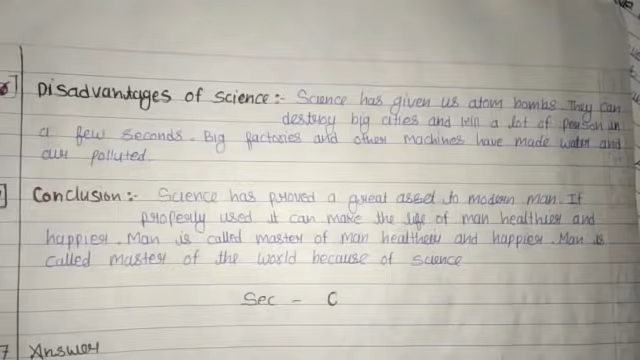 Disadvantages of science:- Science has given us atom bombs. They can
destroy big cities and kill a lot of person in
a few seconds. Big factories and other machines have made water and
air polluted.
Conclusion:- Science has proved a great asset to modern man. If
properly used it can make the life of man healthier and
happier. Man is called master of man healthery and happier. Man is
called master of the world because of science
Sec - C
7 Answer